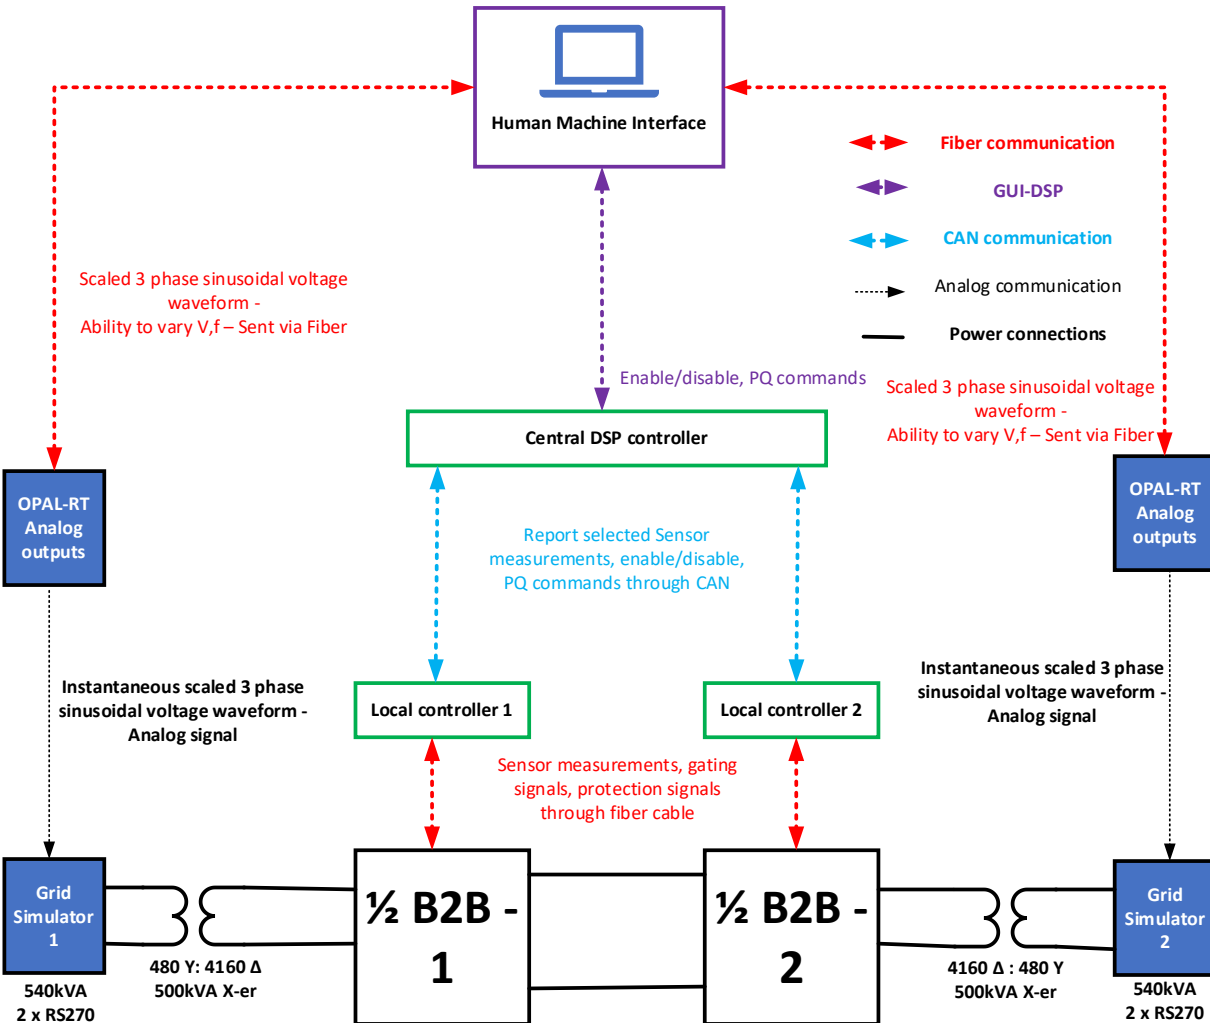 Human Machine Interface
Fiber communication
GUI-DSP
CAN communication
Analog communication
Power connections
Scaled 3 phase sinusoidal voltage
waveform -
Ability to vary V,f – Sent via Fiber
Enable/disable, PQ commands
Scaled 3 phase sinusoidal voltage
waveform -
Ability to vary V,f – Sent via Fiber
Central DSP controller
OPAL-RT
Analog
outputs
OPAL-RT
Analog
outputs
Report selected Sensor
measurements, enable/disable,
PQ commands through CAN
Instantaneous scaled 3 phase
sinusoidal voltage waveform -
Analog signal
Local controller 1
Local controller 2
Instantaneous scaled 3 phase
sinusoidal voltage waveform -
Analog signal
Sensor measurements, gating
signals, protection signals
through fiber cable
Grid
Simulator
1
½ B2B -
1
½ B2B -
2
Grid
Simulator
2
480 Y: 4160 Δ
500kVA X-er
4160 Δ : 480 Y
500kVA X-er
540kVA
2 x RS270
540kVA
2 x RS270